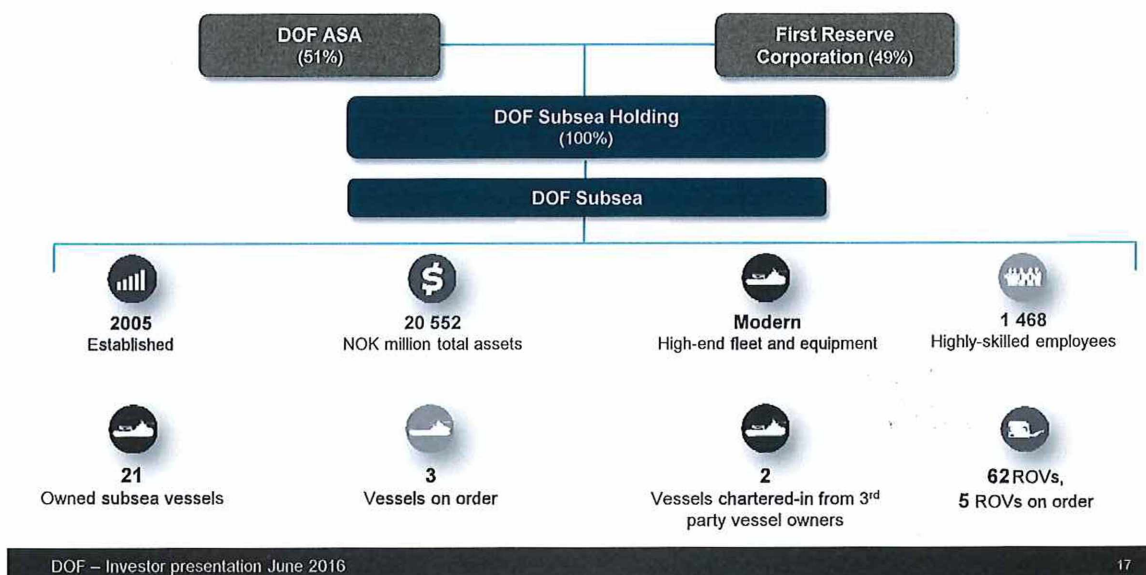 DOF ASA
(51%)
First Reserve
Corporation (49%)
DOF Subsea Holding
(100%)
DOF Subsea
2005
Established
$
20 552
NOK million total assets
Modern
High-end fleet and equipment
1 468
Highly-skilled employees
21
Owned subsea vessels
3
Vessels on order
2
Vessels chartered-in from 3rd
party vessel owners
62 ROVs,
5 ROVs on order
DOF – Investor presentation June 2016
17